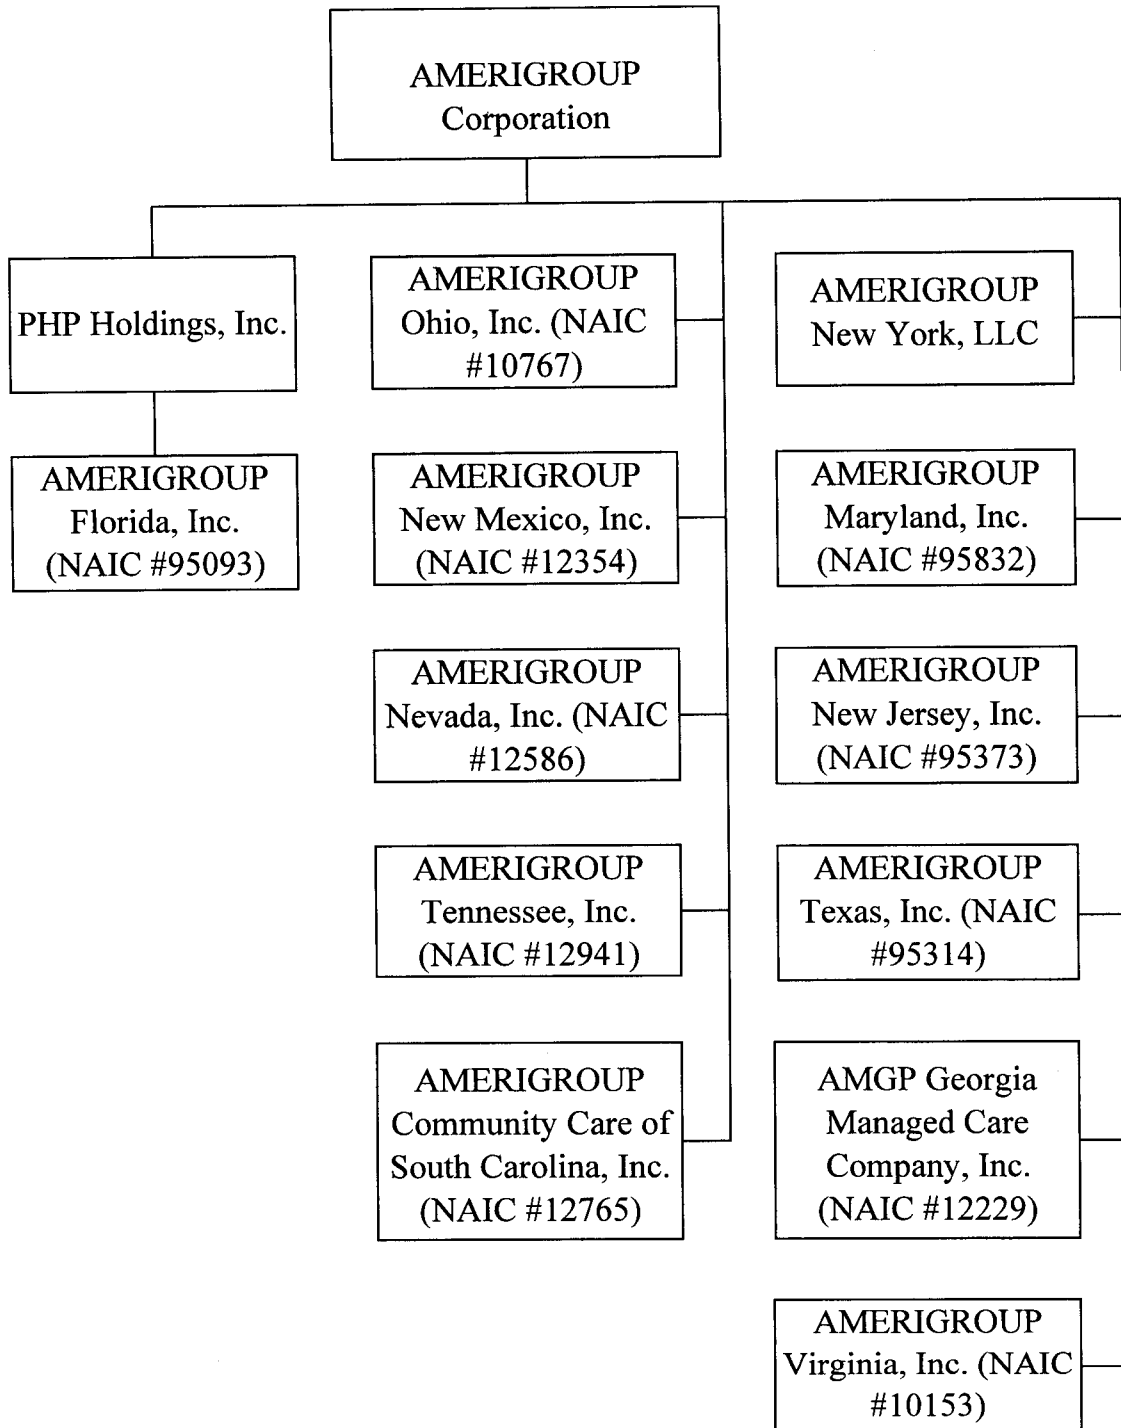 AMERIGROUP
Corporation
PHP Holdings, Inc.
AMERIGROUP
Florida, Inc.
(NAIC #95093)
AMERIGROUP
Ohio, Inc. (NAIC
#10767)
AMERIGROUP
New Mexico, Inc.
(NAIC #12354)
AMERIGROUP
Nevada, Inc. (NAIC
#12586)
AMERIGROUP
Tennessee, Inc.
(NAIC #12941)
AMERIGROUP
Community Care of
South Carolina, Inc.
(NAIC #12765)
AMERIGROUP
New York, LLC
AMERIGROUP
Maryland, Inc.
(NAIC #95832)
AMERIGROUP
New Jersey, Inc.
(NAIC #95373)
AMERIGROUP
Texas, Inc. (NAIC
#95314)
AMGP Georgia
Managed Care
Company, Inc.
(NAIC #12229)
AMERIGROUP
Virginia, Inc. (NAIC
#10153)